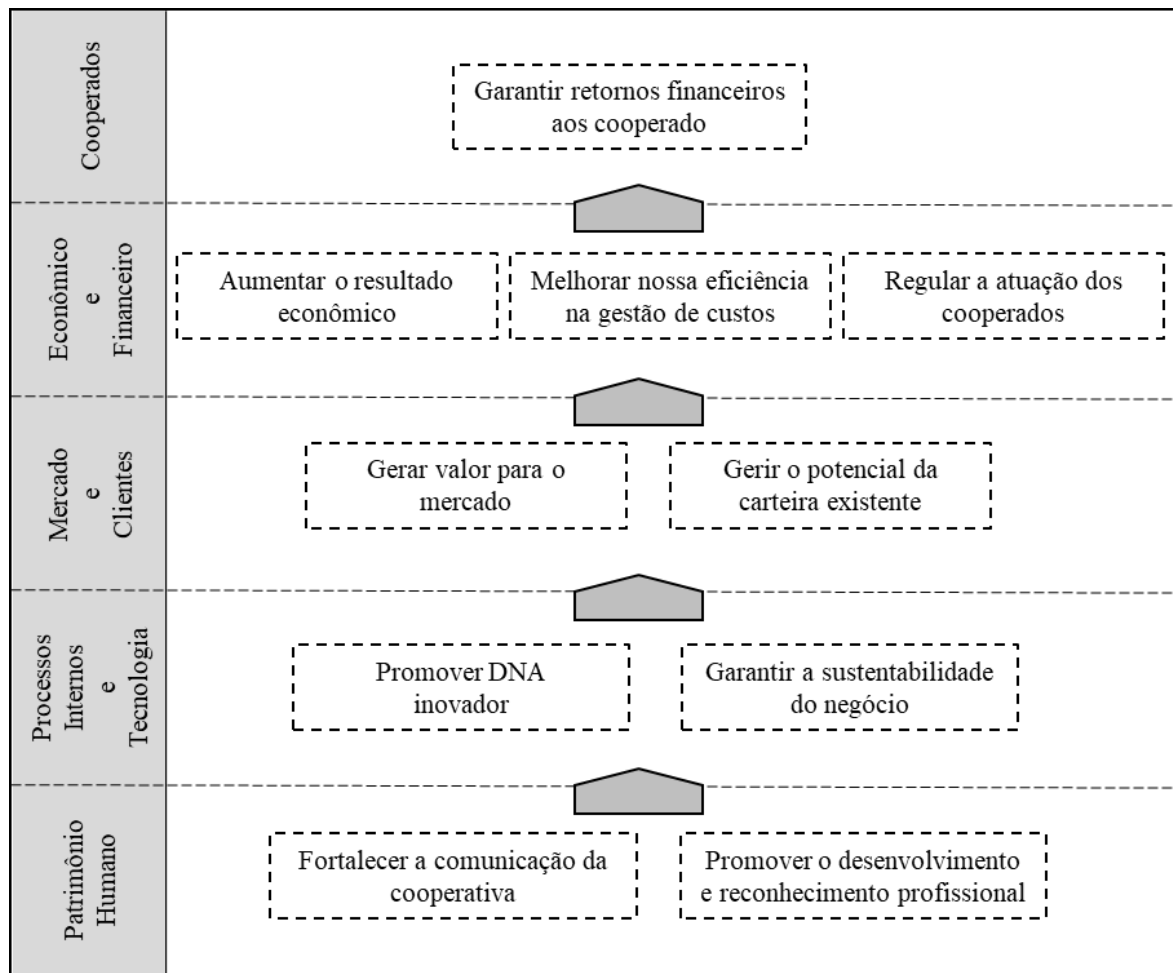 Cooperados
Garantir retornos financeiros
aos cooperado
Econômico
e
Financeiro
Aumentar o resultado
econômico
Melhorar nossa eficiência
na gestão de custos
Regular a atuação dos
cooperados
Mercado
e
Clientes
Gerar valor para o
mercado
Gerir o potencial da
carteira existente
Processos
Internos
e
Tecnologia
Promover DNA
inovador
Garantir a sustentabilidade
do negócio
Patrimônio
Humano
Fortalecer a comunicação da
cooperativa
Promover o desenvolvimento
e reconhecimento profissional